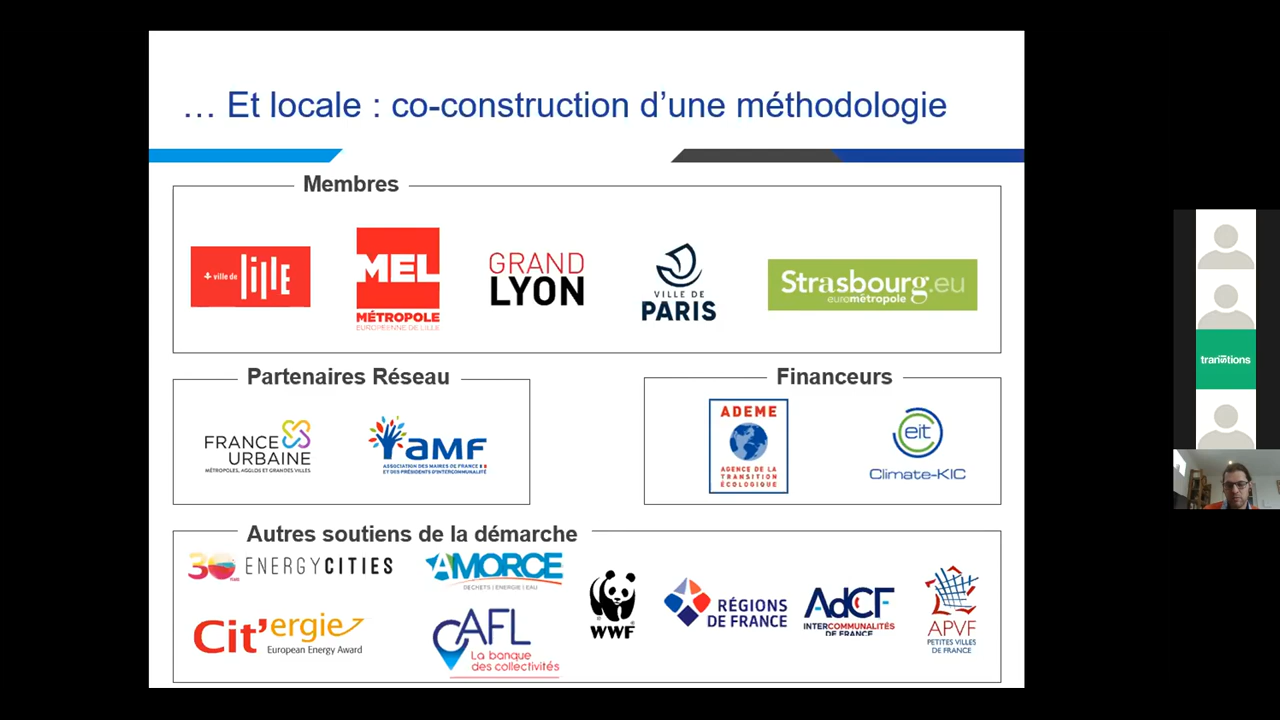 … Et locale : co-construction d’une méthodologie
Membres
ville de lille
MEL
MÉTROPOLE
EUROPÉENNE DE LILLE
GRAND
LYON
VILLE DE
PARIS
Strasbourg.eu
eurométropole
Partenaires Réseau
FRANCE
URBAINE
MÉTROPOLES, AGGLOS ET GRANDES VILLES
AMF
ASSOCIATION DES MAIRES DE FRANCE
ET DES PRÉSIDENTS D'INTERCOMMUNALITÉ
Financeurs
ADEME
AGENCE DE LA
TRANSITION
ÉCOLOGIQUE
eit
Climate-KIC
Autres soutiens de la démarche
30 YEARS ENERGYCITIES
AMORCE
DÉCHETS | ÉNERGIE | EAU
Cit'ergie
European Energy Award
AFL
La banque
des collectivités
WWF
RÉGIONS
DE FRANCE
AdCF
INTERCOMMUNALITÉS
DE FRANCE
APVF
PETITES VILLES
DE FRANCE
transitions